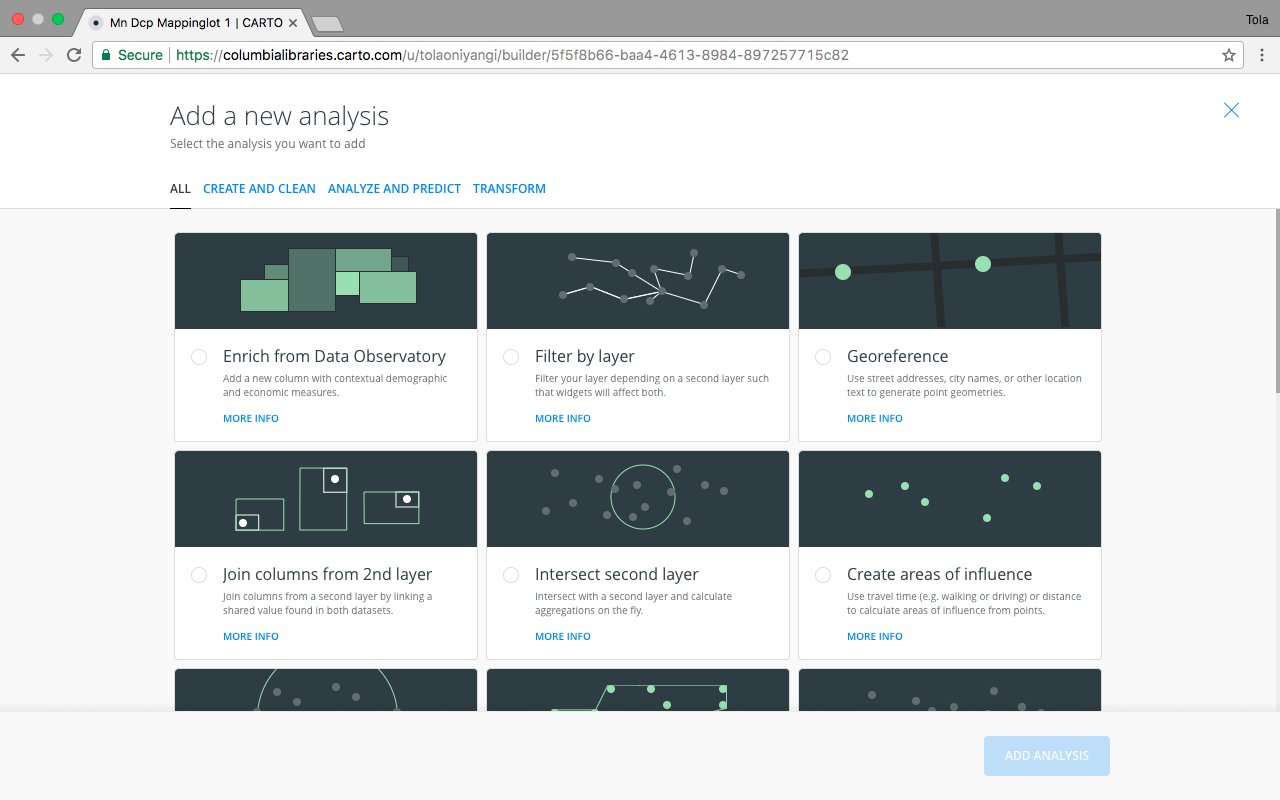 Mn Dcp Mappinglot 1 | CARTO
Tola
Secure https://columbialibraries.carto.com/u/tolaoniyangi/builder/5f5f8b66-baa4-4613-8984-897257715c82
Add a new analysis
Select the analysis you want to add
ALL CREATE AND CLEAN ANALYZE AND PREDICT TRANSFORM
Enrich from Data Observatory
Add a new column with contextual demographic
and economic measures.
MORE INFO
Filter by layer
Filter your layer depending on a second layer such
that widgets will affect both.
MORE INFO
Georeference
Use street addresses, city names, or other location
text to generate point geometries.
MORE INFO
Join columns from 2nd layer
Join columns from a second layer by linking a
shared value found in both datasets.
MORE INFO
Intersect second layer
Intersect with a second layer and calculate
aggregations on the fly.
MORE INFO
Create areas of influence
Use travel time (e.g. walking or driving) or distance
to calculate areas of influence from points.
MORE INFO
ADD ANALYSIS